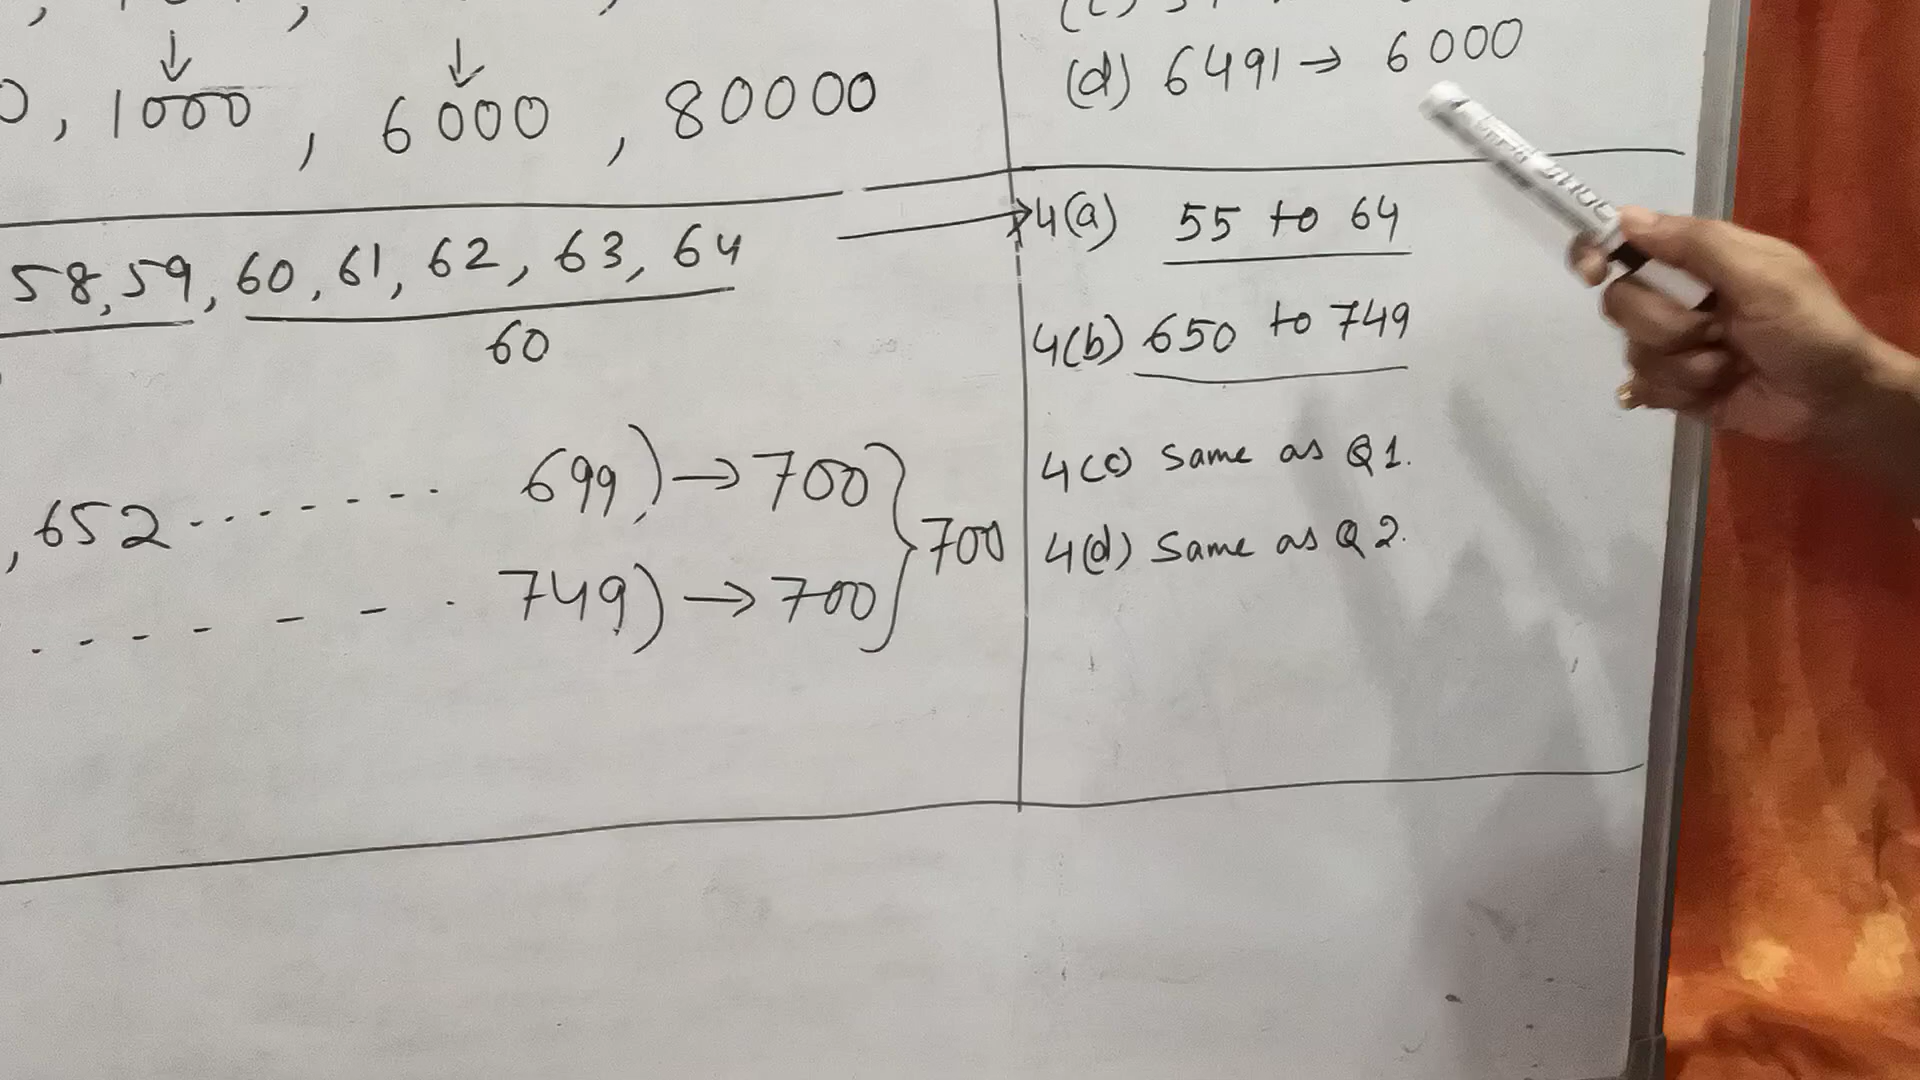 0, 1000, 6000, 80000
(d) 6491 → 6000
58, 59, 60, 61, 62, 63, 64
60
, 652 ....... 699) → 700
749) → 700
700
4(a) 55 to 64
4(b) 650 to 749
4(c) Same as Q1.
4(d) Same as Q2.